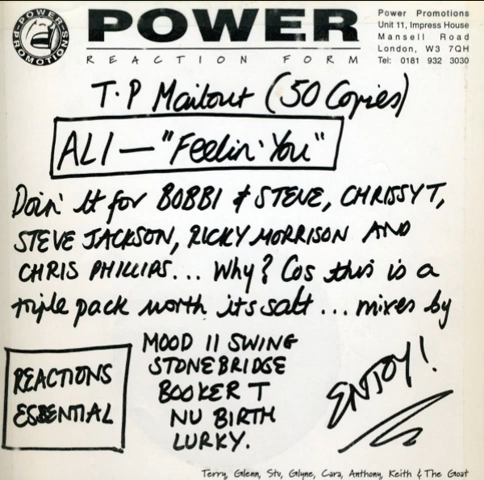 POWER PROMOTIONS
POWER
REACTION FORM
Power Promotions
Unit 11, Impress House
Mansell Road
London, W3 7QH
Tel: 0181 932 3030
T.P Mailout (50 Copies)
ALI — "Feelin' You"
Doin' it for BOBBI & STEVE, CHRISSY T,
STEVE JACKSON, RICKY MORRISON AND
CHRIS PHILLIPS... Why? Cos this is a
triple pack worth its salt ... mixes by
MOOD II SWING
STONEBRIDGE
BOOKER T
NU BIRTH
LURKY.
REACTIONS
ESSENTIAL
ENJOY!
Terry, Glenn, Stu, Glyne, Cara, Anthony, Keith & The Goat